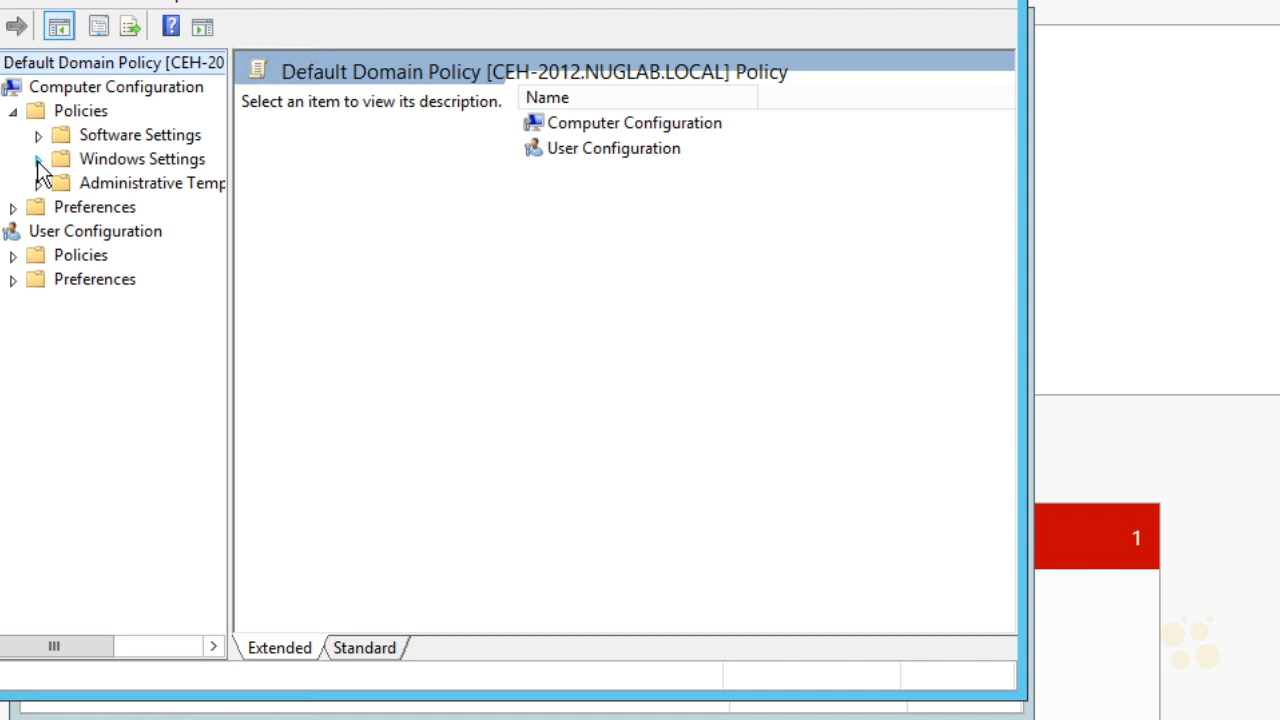 Default Domain Policy [CEH-20
Computer Configuration
Policies
Software Settings
Windows Settings
Administrative Temp
Preferences
User Configuration
Policies
Preferences
Default Domain Policy [CEH-2012.NUGLAB.LOCAL] Policy
Select an item to view its description.
Name
Computer Configuration
User Configuration
Extended
Standard
1